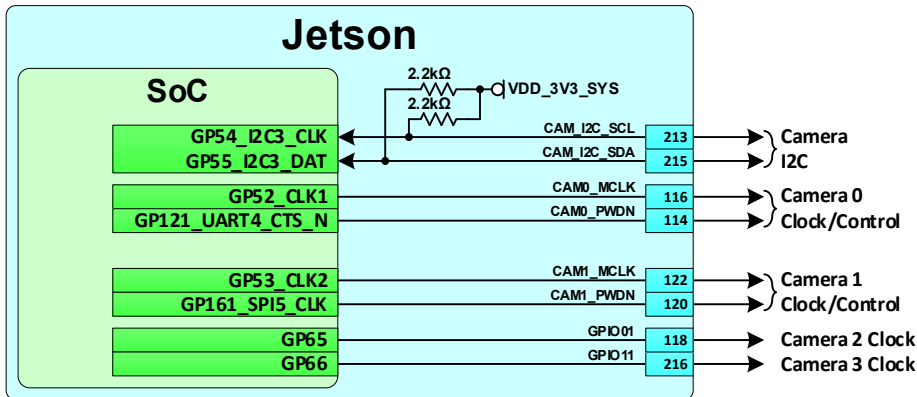 Jetson
SoC
2.2kΩ
VDD_3V3_SYS
2.2kΩ
GP54_I2C3_CLK CAM_I2C_SCL 213 Camera
GP55_I2C3_DAT CAM_I2C_SDA 215 I2C
GP52_CLK1 CAM0_MCLK 116 Camera 0
GP121_UART4_CTS_N CAM0_PWDN 114 Clock/Control
GP53_CLK2 CAM1_MCLK 122 Camera 1
GP161_SPI5_CLK CAM1_PWDN 120 Clock/Control
GP65 GPIO01 118 Camera 2 Clock
GP66 GPIO11 216 Camera 3 Clock